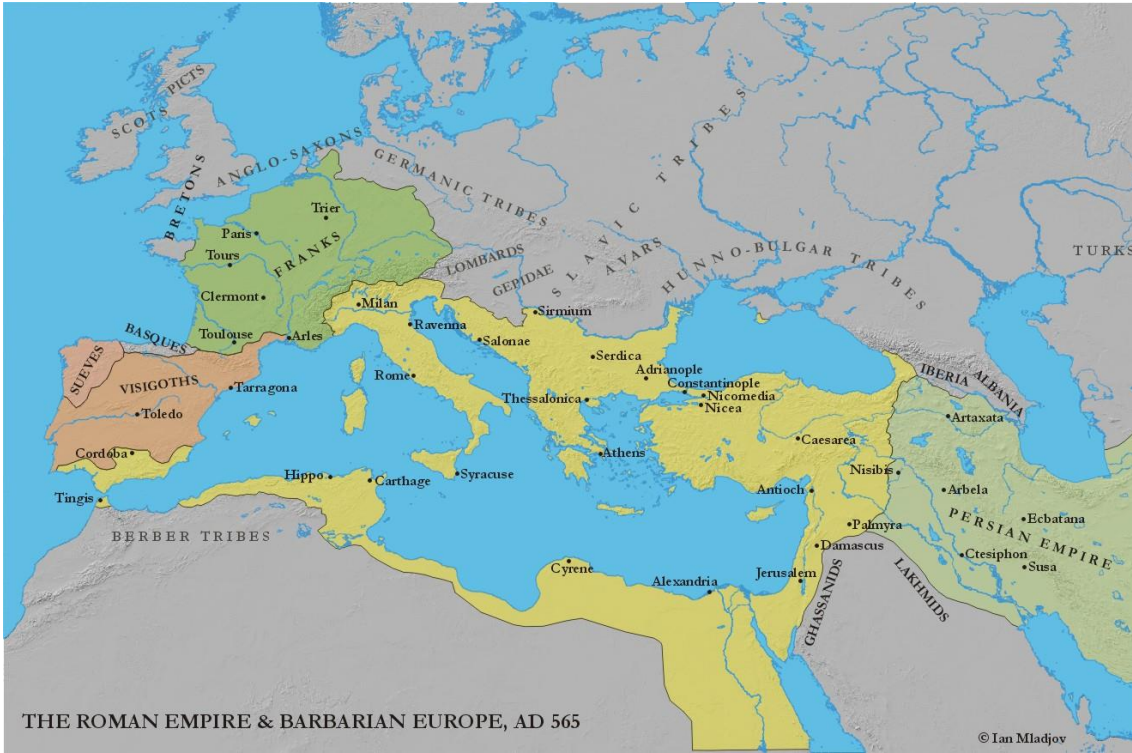 PICTS
SCOTS
ANGLO-SAXONS
BRETONS
GERMANIC TRIBES
SLAVIC TRIBES
AVARS
HUNNO-BULGAR TRIBES
TURKS
LOMBARDS
GEPIDAE
FRANKS
Trier
Paris
Tours
Clermont
Toulouse
Arles
BASQUES
SUEVES
VISIGOTHS
Tarragona
Toledo
Cordoba
Tingis
Milan
Ravenna
Rome
Salonae
Sirmium
Serdica
Adrianople
Constantinople
Nicomedia
Nicea
Thessalonica
Athens
Syracuse
Hippo
Carthage
BERBER TRIBES
Cyrene
Alexandria
Jerusalem
Damascus
Palmyra
Antioch
Caesarea
Nisibis
IBERIA
ALBANIA
Artaxata
Arbela
Ecbatana
PERSIAN EMPIRE
Ctesiphon
Susa
GHASSANIDS
LAKHMIDS
THE ROMAN EMPIRE & BARBARIAN EUROPE, AD 565
© Ian Mladjov